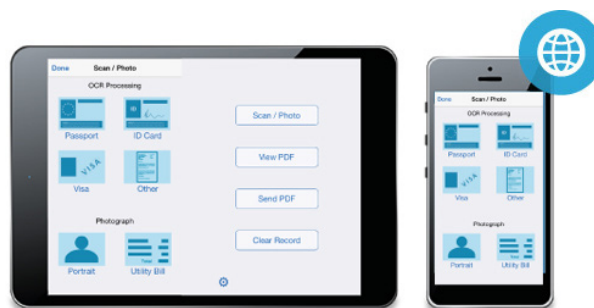 Done Scan / Photo
OCR Processing
Passport ID Card
VISA
Visa Other
Photograph
Total
Portrait Utility Bill
Scan / Photo
View PDF
Send PDF
Clear Record
Done Scan / Photo
OCR Processing
Passport ID Card
Visa Other
Photograph
Portrait Utility Bill